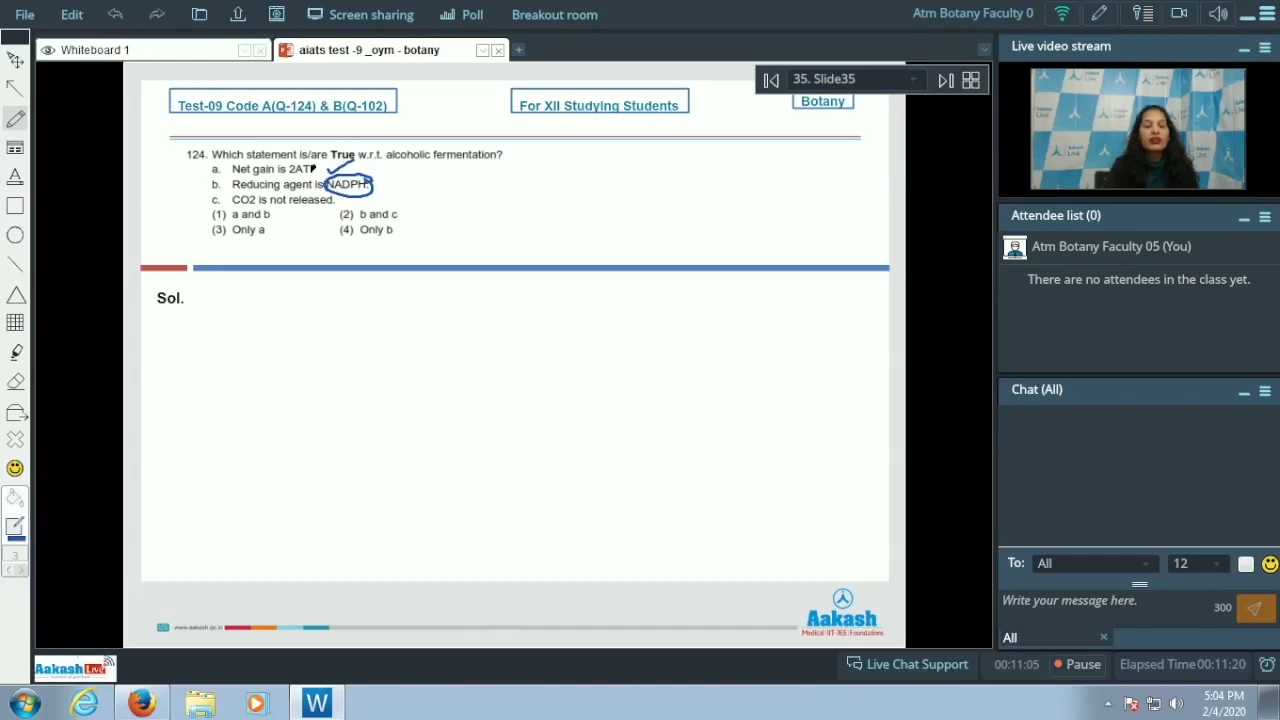 File Edit Screen sharing Poll Breakout room Atm Botany Faculty 0
Whiteboard 1 aiats test -9 _oym - botany
Live video stream
35. Slide35
Test-09 Code A(Q-124) & B(Q-102) For XII Studying Students Botany
124. Which statement is/are True w.r.t. alcoholic fermentation?
a. Net gain is 2ATP
b. Reducing agent is NADPH.
c. CO2 is not released.
(1) a and b (2) b and c
(3) Only a (4) Only b
Sol.
www.aakash.ac.in
Aakash
Medical|IIT-JEE|Foundations
Attendee list (0)
Atm Botany Faculty 05 (You)
There are no attendees in the class yet.
Chat (All)
To: All 12
Write your message here. 300
All
3
Aakash Live
Live Chat Support 00:11:05 Pause Elapsed Time 00:11:20
W
5:04 PM
2/4/2020